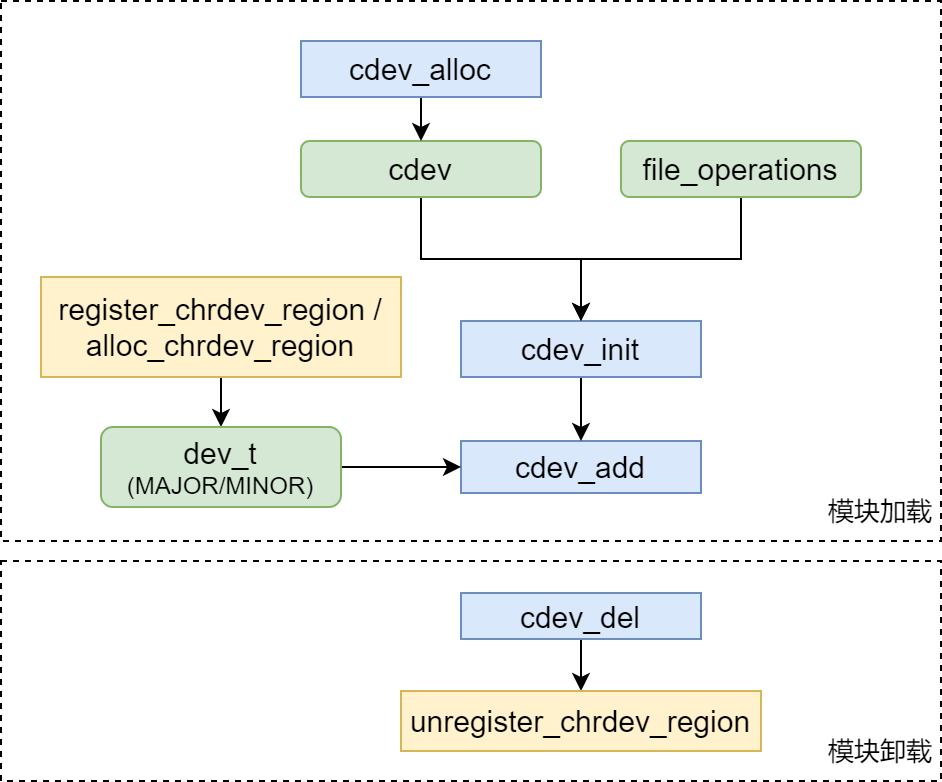 cdev_alloc
cdev
file_operations
register_chrdev_region /
alloc_chrdev_region
cdev_init
dev_t
(MAJOR/MINOR)
cdev_add
模块加载
cdev_del
unregister_chrdev_region
模块卸载